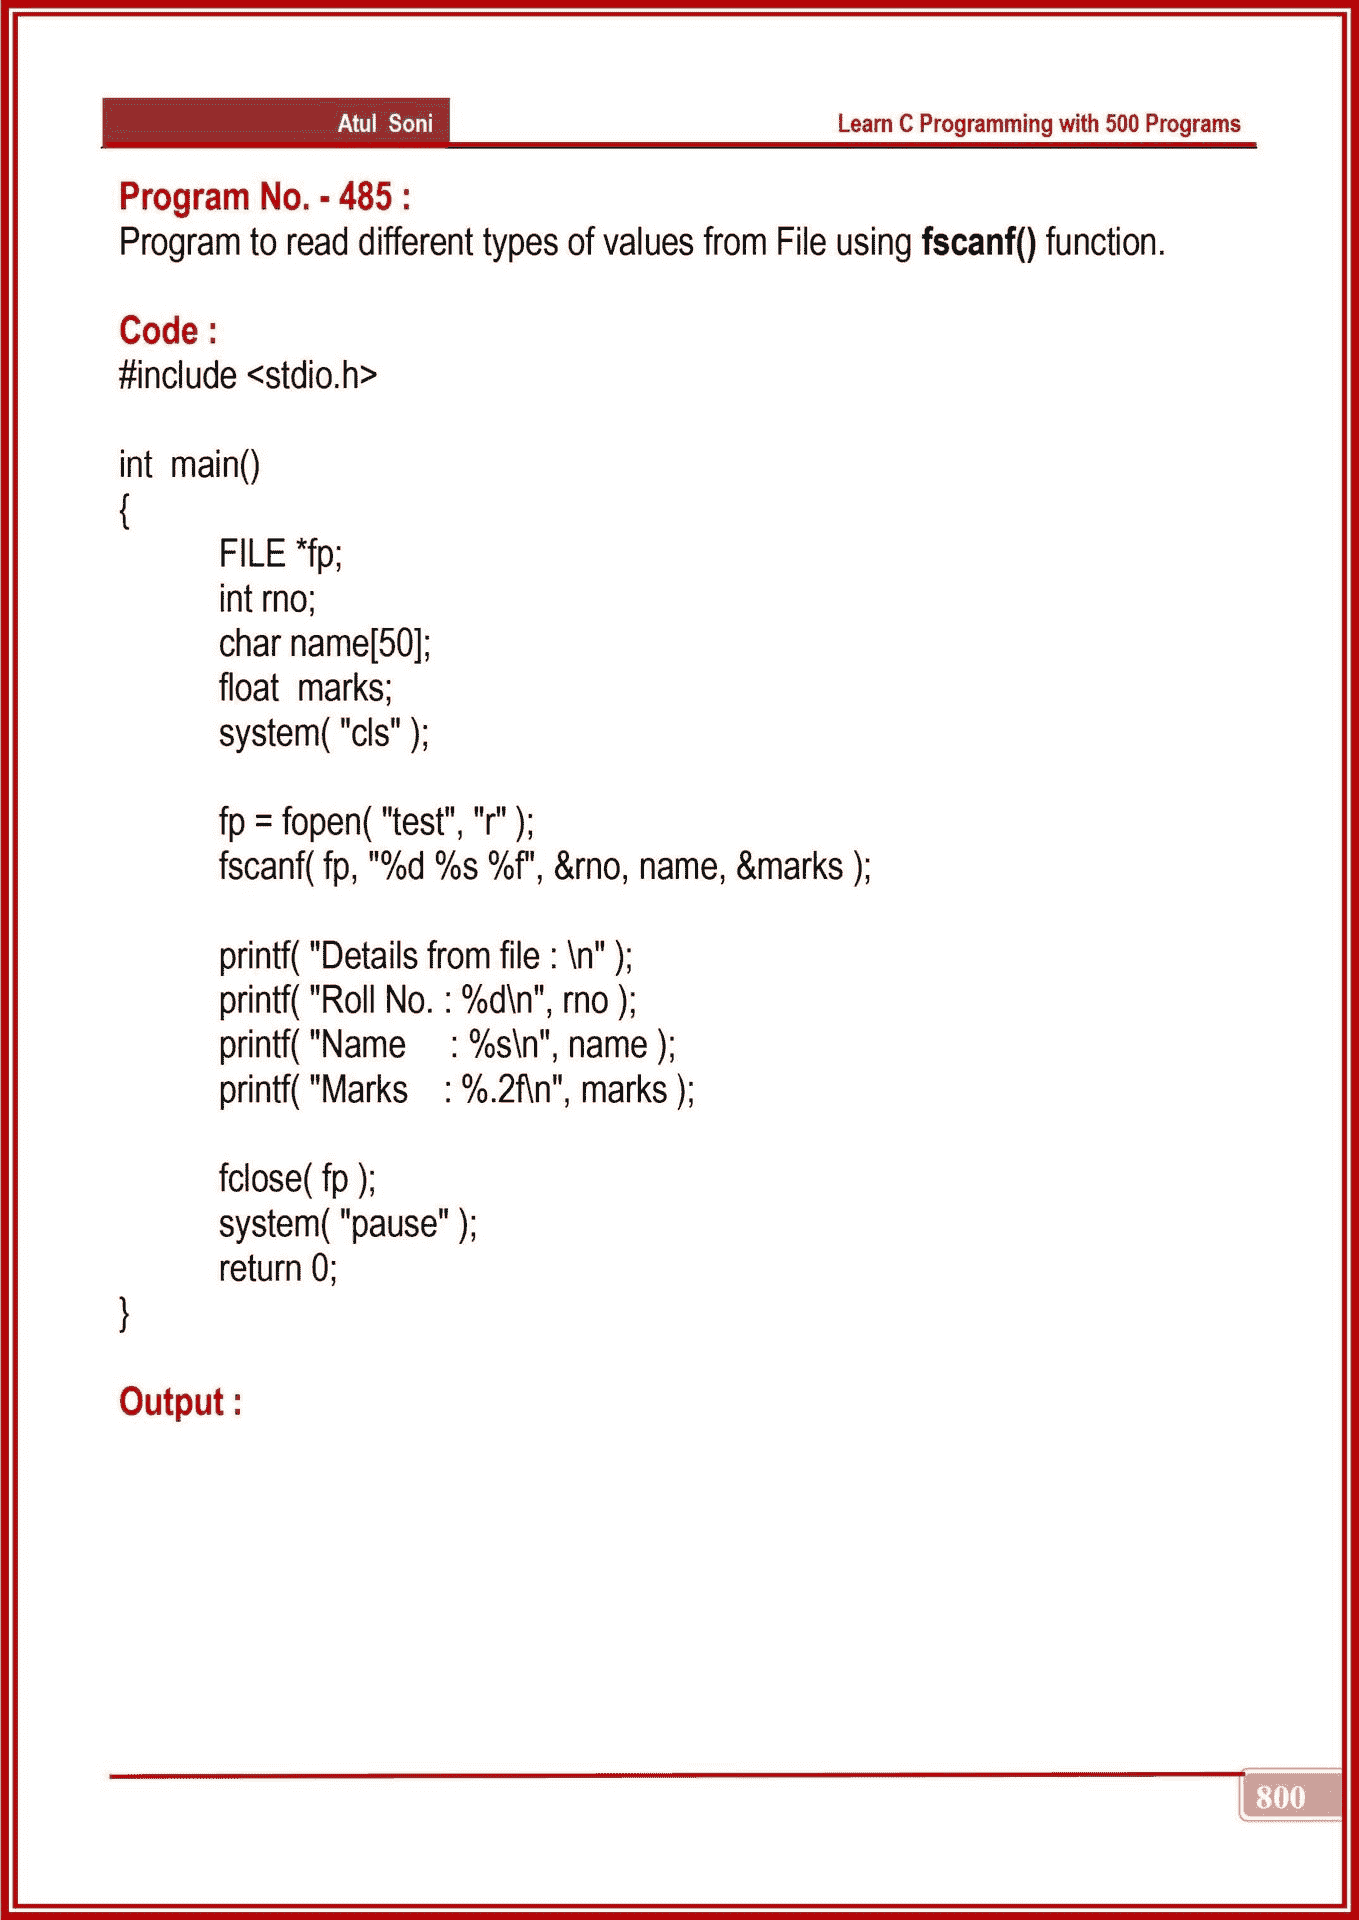 Atul  Soni
Learn C Programming with 500 Programs
Program No. - 485 :
Program to read different types of values from File using fscanf() function.
Code :
#include <stdio.h>
int  main()
{
FILE *fp;
int rno;
char name[50];
float  marks;
system( "cls" );
fp = fopen( "test", "r" );
fscanf( fp, "%d %s %f", &rno, name, &marks );
printf( "Details from file : \n" );
printf( "Roll No. : %d\n", rno );
printf( "Name     : %s\n", name );
printf( "Marks    : %.2f\n", marks );
fclose( fp );
system( "pause" );
return 0;
}
Output :
800